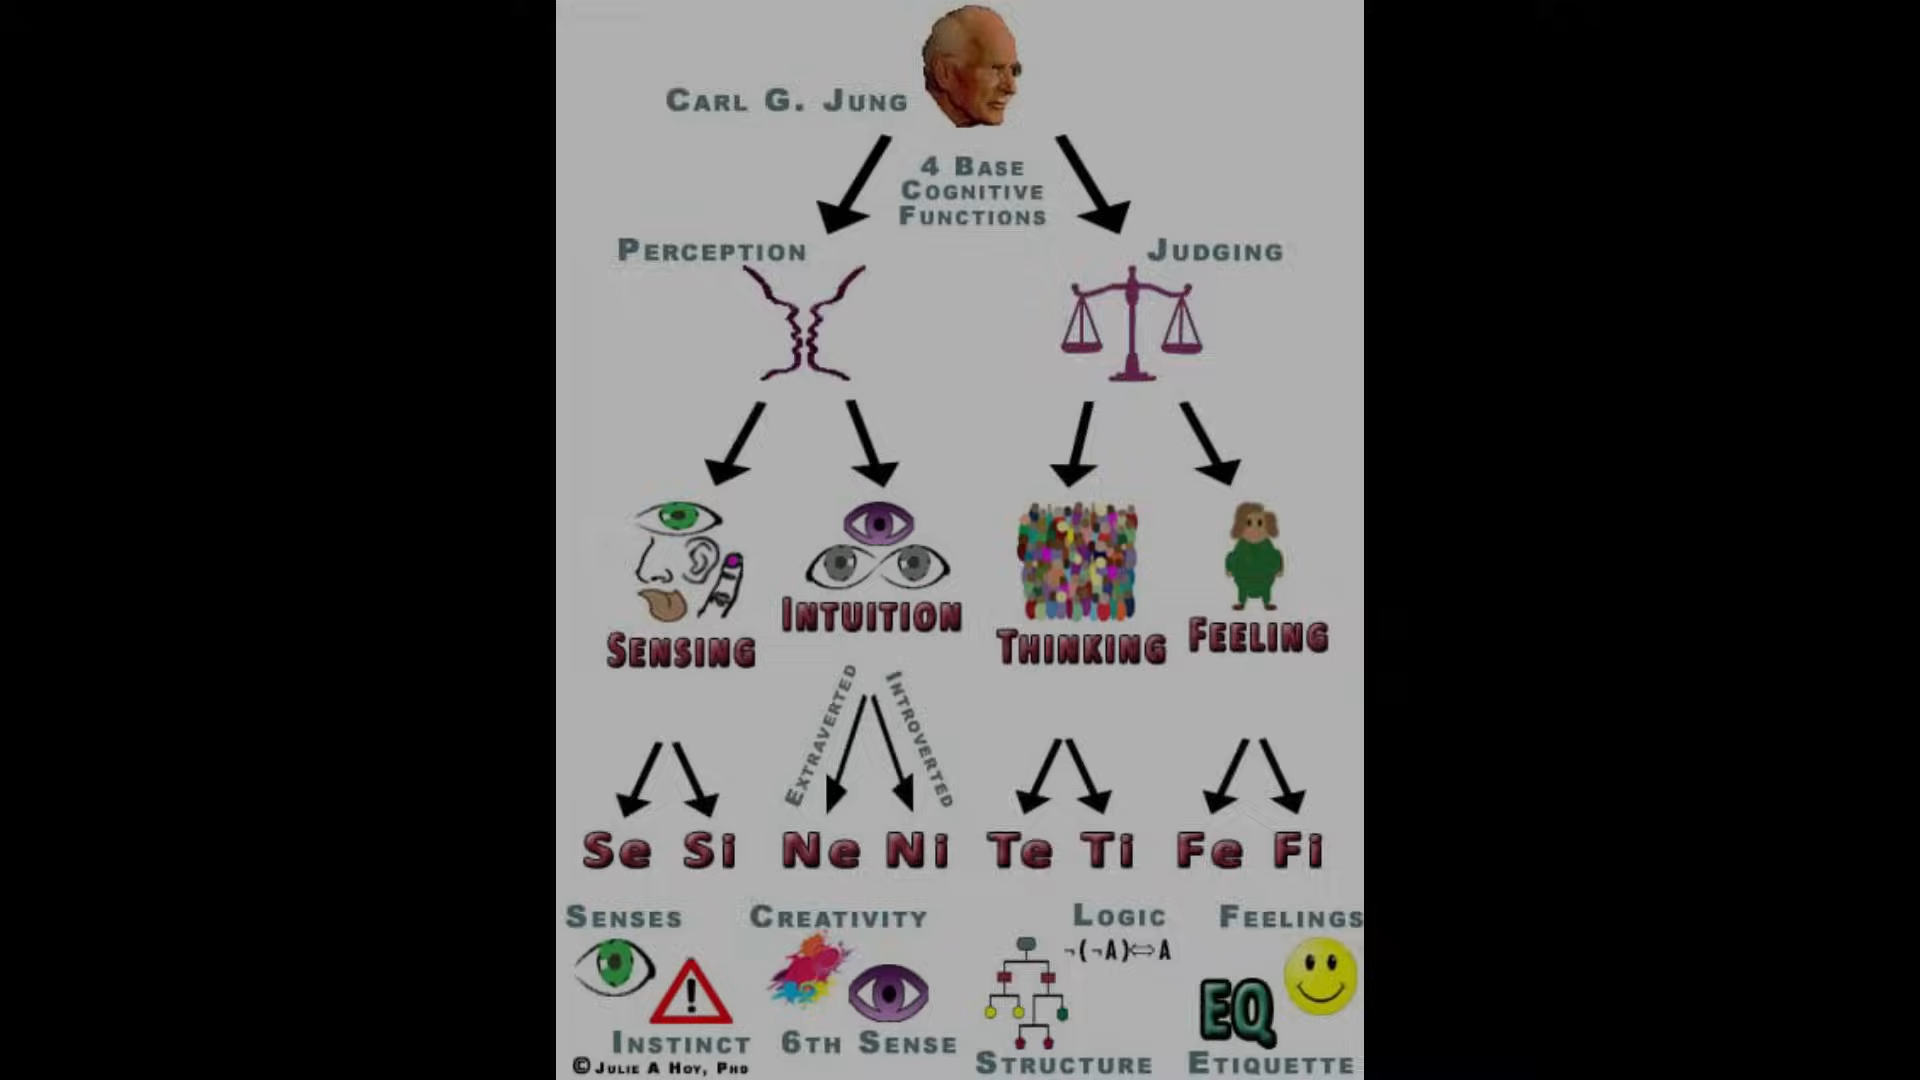 CARL G. JUNG
4 BASE
COGNITIVE
FUNCTIONS
PERCEPTION
JUDGING
SENSING
INTUITION
THINKING
FEELING
EXTRAVERTED
INTROVERTED
Se Si Ne Ni Te Ti Fe Fi
SENSES
CREATIVITY
LOGIC
FEELINGS
¬(¬A)⇔A
EQ
INSTINCT
6TH SENSE
STRUCTURE
ETIQUETTE
© JULIE A HOY, PHD